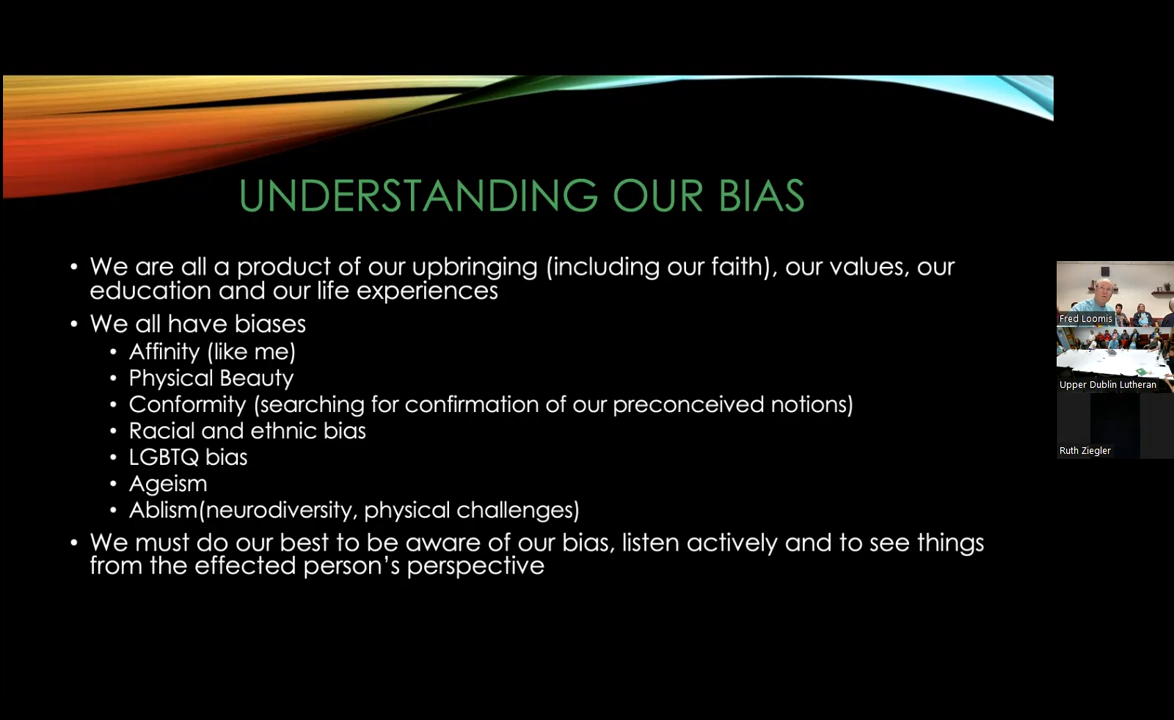 UNDERSTANDING OUR BIAS
• We are all a product of our upbringing (including our faith), our values, our
education and our life experiences
• We all have biases
• Affinity (like me)
• Physical Beauty
• Conformity (searching for confirmation of our preconceived notions)
• Racial and ethnic bias
• LGBTQ bias
• Ageism
• Ablism(neurodiversity, physical challenges)
• We must do our best to be aware of our bias, listen actively and to see things
from the effected person's perspective
Fred Loomis
Upper Dublin Lutheran
Ruth Ziegler